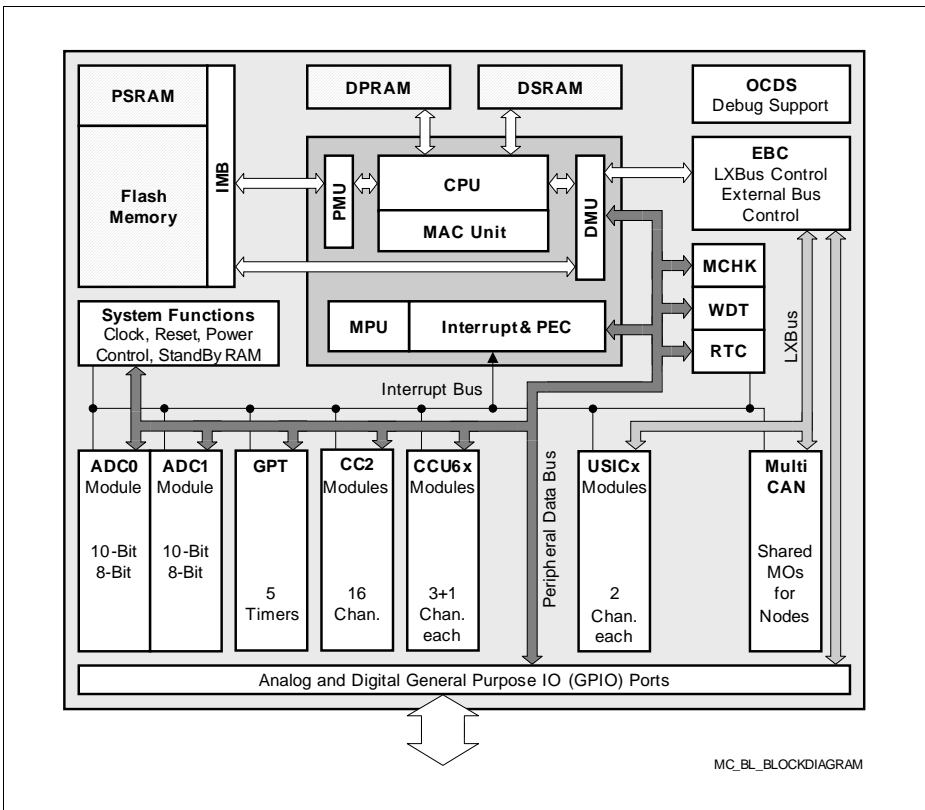 PSRAM
Flash
Memory
IMB
DPRAM
DSRAM
OCDS
Debug Support
PMU
CPU
MAC Unit
DMU
EBC
LXBus Control
External Bus
Control
MCHK
WDT
RTC
LXBus
MPU
Interrupt & PEC
System Functions
Clock, Reset, Power
Control, StandBy RAM
Interrupt Bus
Peripheral Data Bus
ADC0
Module
10-Bit
8-Bit
ADC1
Module
10-Bit
8-Bit
GPT
5
Timers
CC2
Modules
16
Chan.
CCU6x
Modules
3+1
Chan.
each
USICx
Modules
2
Chan.
each
Multi
CAN
Shared
MOs
for
Nodes
Analog and Digital General Purpose IO (GPIO) Ports
MC_BL_BLOCKDIAGRAM